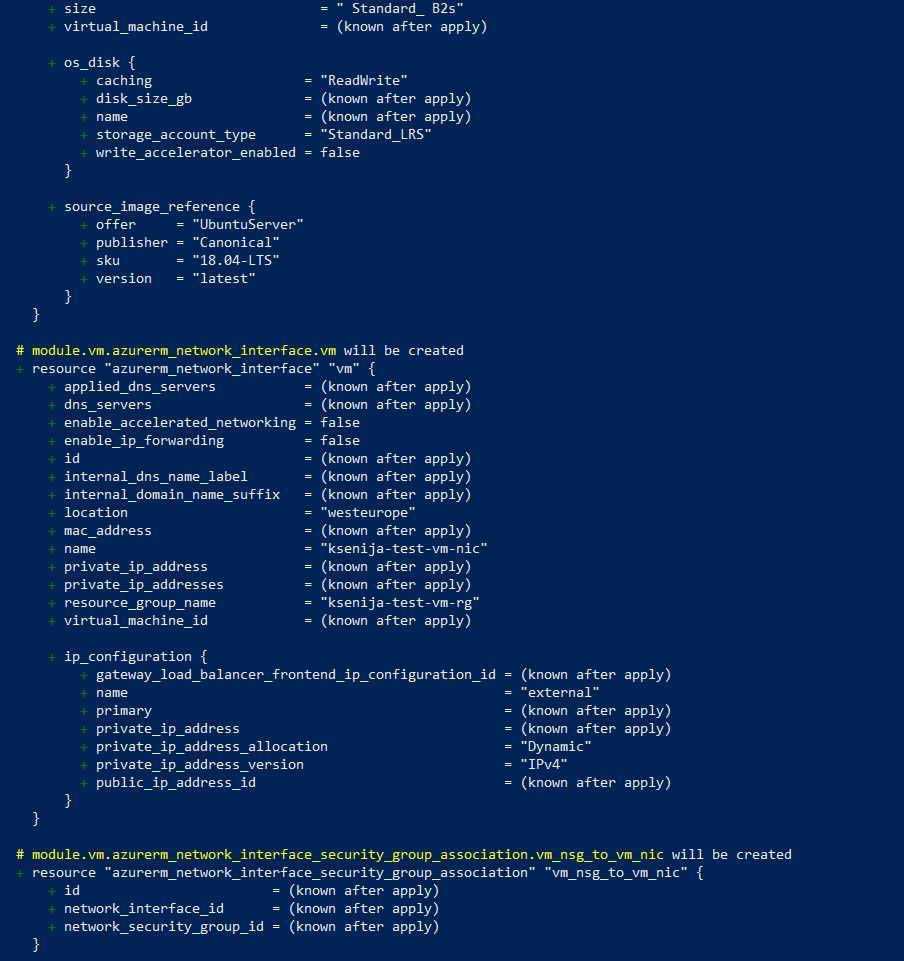 + size                            = " Standard_ B2s"
+ virtual_machine_id              = (known after apply)
+ os_disk {
+ caching                   = "ReadWrite"
+ disk_size_gb              = (known after apply)
+ name                      = (known after apply)
+ storage_account_type      = "Standard_LRS"
+ write_accelerator_enabled = false
}
+ source_image_reference {
+ offer     = "UbuntuServer"
+ publisher = "Canonical"
+ sku       = "18.04-LTS"
+ version   = "latest"
}
}
# module.vm.azurerm_network_interface.vm will be created
+ resource "azurerm_network_interface" "vm" {
+ applied_dns_servers           = (known after apply)
+ dns_servers                   = (known after apply)
+ enable_accelerated_networking = false
+ enable_ip_forwarding          = false
+ id                            = (known after apply)
+ internal_dns_name_label       = (known after apply)
+ internal_domain_name_suffix   = (known after apply)
+ location                      = "westeurope"
+ mac_address                   = (known after apply)
+ name                          = "ksenija-test-vm-nic"
+ private_ip_address            = (known after apply)
+ private_ip_addresses          = (known after apply)
+ resource_group_name           = "ksenija-test-vm-rg"
+ virtual_machine_id            = (known after apply)
+ ip_configuration {
+ gateway_load_balancer_frontend_ip_configuration_id = (known after apply)
+ name                                               = "external"
+ primary                                            = (known after apply)
+ private_ip_address                                 = (known after apply)
+ private_ip_address_allocation                      = "Dynamic"
+ private_ip_address_version                         = "IPv4"
+ public_ip_address_id                               = (known after apply)
}
}
# module.vm.azurerm_network_interface_security_group_association.vm_nsg_to_vm_nic will be created
+ resource "azurerm_network_interface_security_group_association" "vm_nsg_to_vm_nic" {
+ id                        = (known after apply)
+ network_interface_id      = (known after apply)
+ network_security_group_id = (known after apply)
}